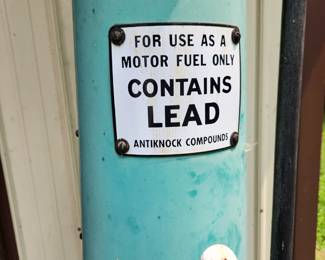 FOR USE AS A
MOTOR FUEL ONLY
CONTAINS
LEAD
ANTIKNOCK COMPOUNDS